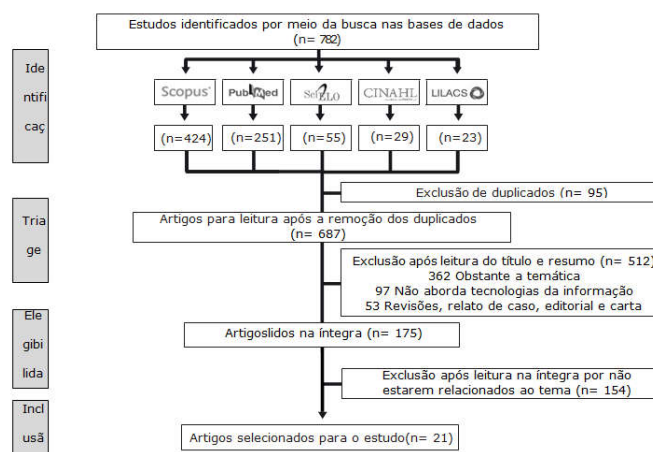 Estudos identificados por meio da busca nas bases de dados
(n= 782)
Ide
ntifi
caç
Scopus®
PubMed
SciELO
CINAHL
LILACS
(n=424)
(n=251)
(n=55)
(n=29)
(n=23)
Exclusão de duplicados (n= 95)
Tria
ge
Artigos para leitura após a remoção dos duplicados
(n= 687)
Exclusão após leitura do título e resumo (n= 512)
362 Obstante a temática
97 Não aborda tecnologias da informação
53 Revisões, relato de caso, editorial e carta
Ele
gibi
lida
Artigoslidos na íntegra (n= 175)
Exclusão após leitura na íntegra por não
estarem relacionados ao tema (n= 154)
Incl
usã
Artigos selecionados para o estudo(n= 21)